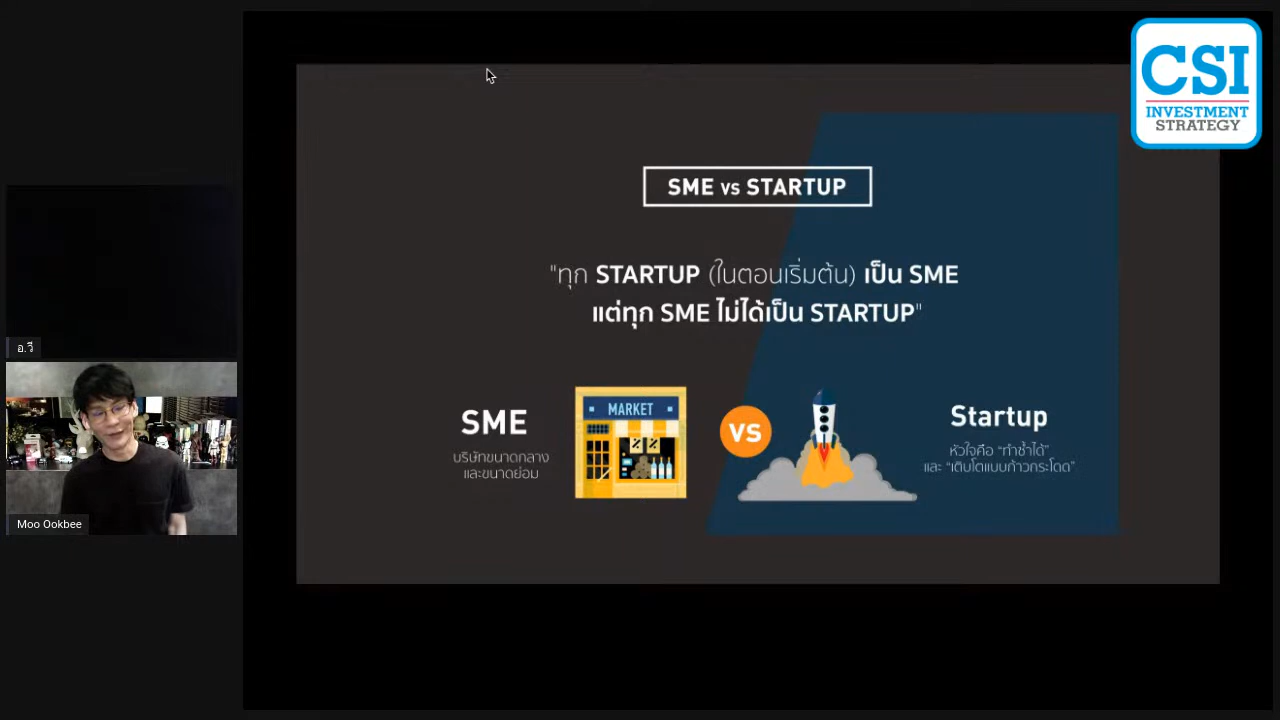 CSI
INVESTMENT
STRATEGY
SME VS STARTUP
"ทุก STARTUP (ในตอนเริ่มต้น) เป็น SME
แต่ทุก SME ไม่ได้เป็น STARTUP"
SME
บริษัทขนาดกลาง
และขนาดย่อม
MARKET
VS
Startup
หัวใจคือ "ทำซ้ำได้"
และ "เติบโตแบบก้าวกระโดด"
อ.วี
Moo Ookbee